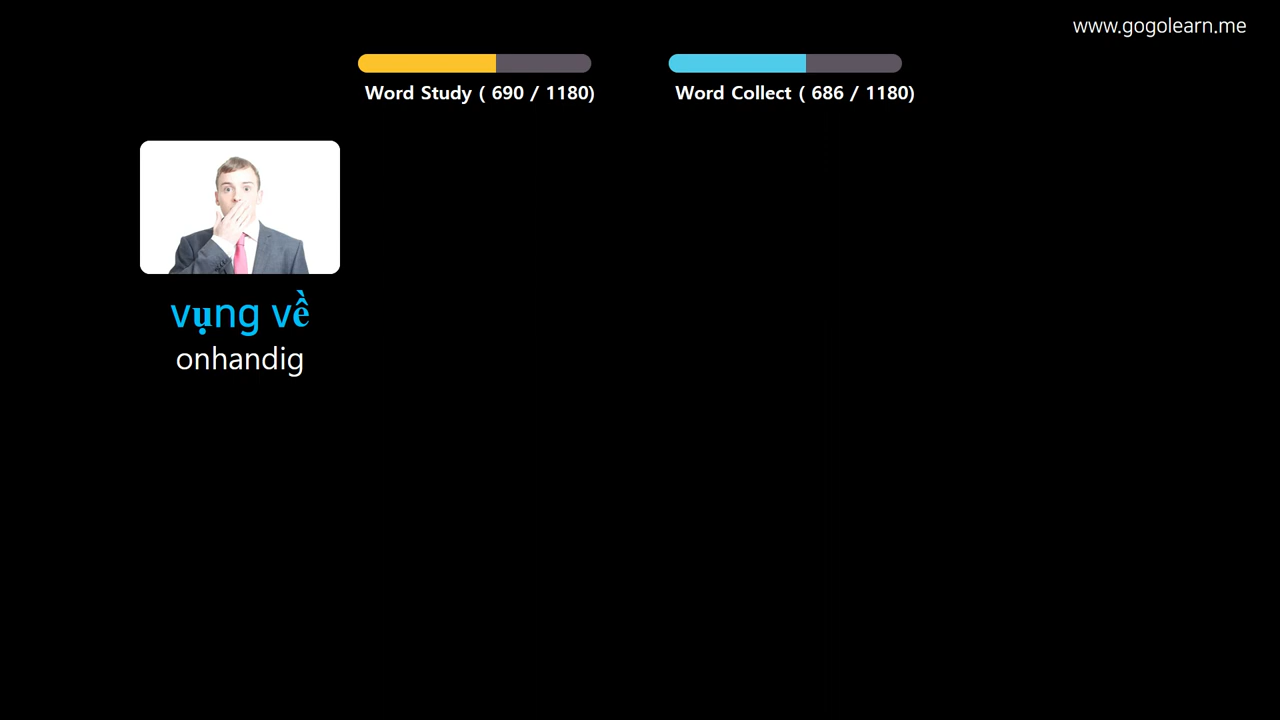 www.gogolearn.me
Word Study ( 690 / 1180)
Word Collect ( 686 / 1180)
vụng về
onhandig